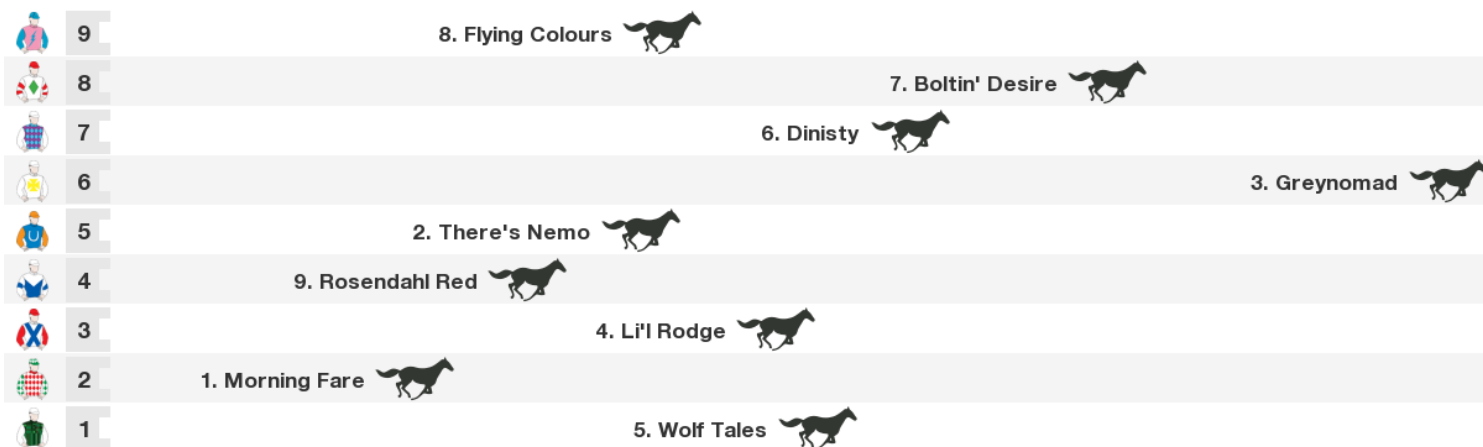 9 8. Flying Colours
8 7. Boltin' Desire
7 6. Dinisty
6 3. Greynomad
5 2. There's Nemo
4 9. Rosendahl Red
3 4. Li'l Rodge
2 1. Morning Fare
1 5. Wolf Tales